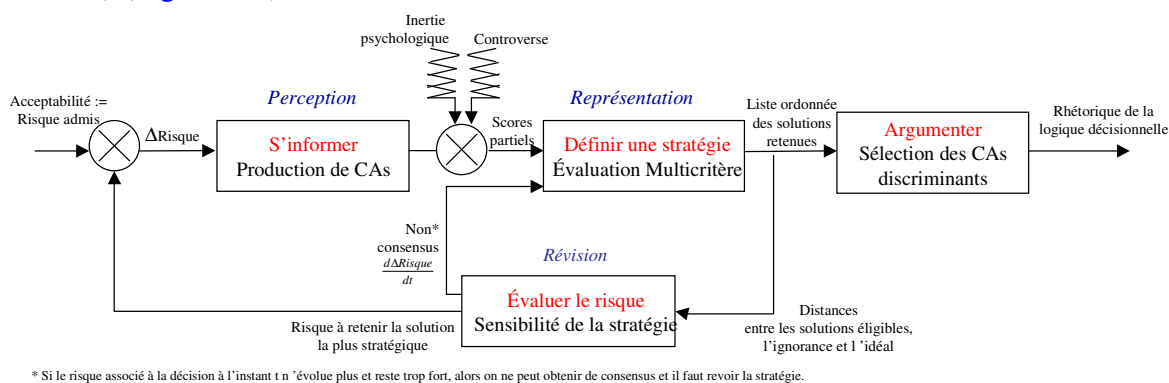 Inertie
psychologique
Controverse
Acceptabilité :=
Risque admis
ΔRisque
Perception
S'informer
Production de CAs
Scores
partiels
Représentation
Définir une stratégie
Évaluation Multicritère
Liste ordonnée
des solutions
retenues
Argumenter
Sélection des CAs
discriminants
Rhétorique de la
logique décisionnelle
Non*
consensus
dΔRisque
dt
Révision
Évaluer le risque
Sensibilité de la stratégie
Risque à retenir la solution
la plus stratégique
Distances
entre les solutions éligibles,
l'ignorance et l 'idéal
* Si le risque associé à la décision à l'instant t n 'évolue plus et reste trop fort, alors on ne peut obtenir de consensus et il faut revoir la stratégie.